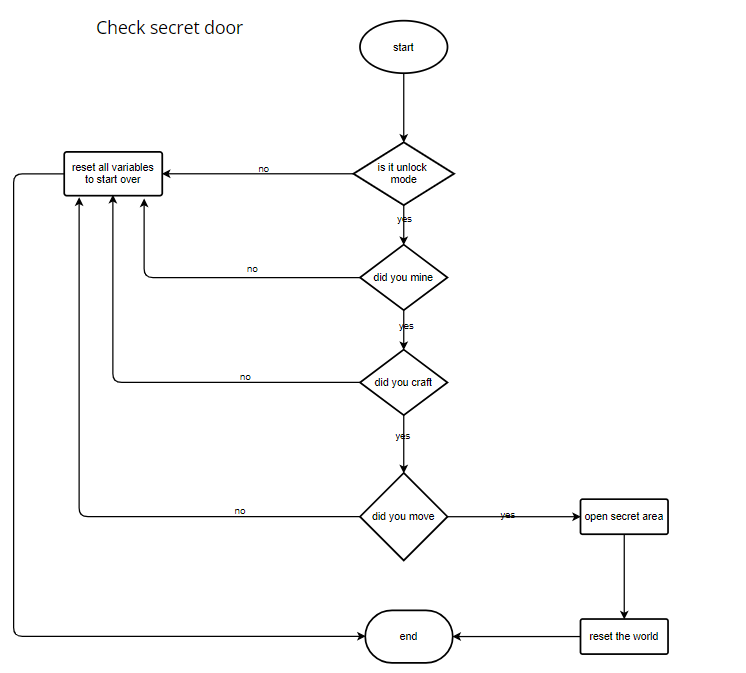 Check secret door
start
is it unlock
mode
no
reset all variables
to start over
yes
did you mine
no
yes
did you craft
no
yes
did you move
no
yes
open secret area
reset the world
end